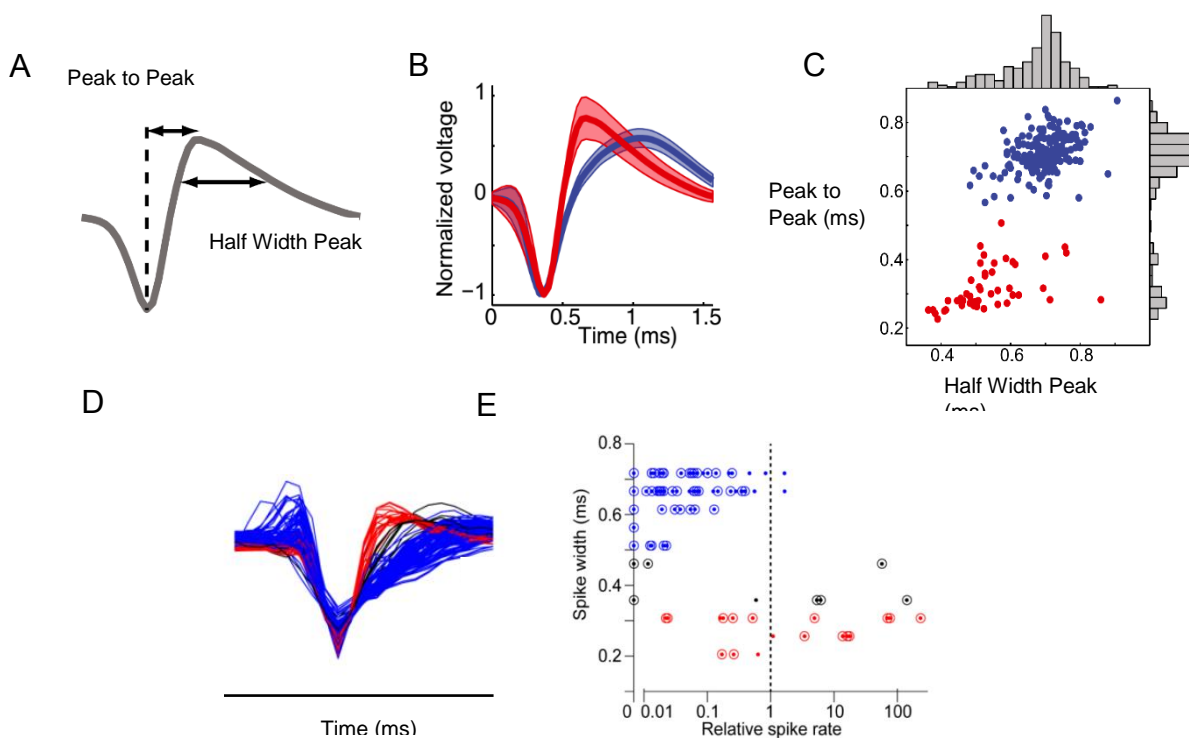 A
Peak to Peak
Half Width Peak
B
Normalized voltage
1
0
−1
0
0.5
1
1.5
Time (ms)
C
Peak to
Peak (ms)
0.8
0.6
0.4
0.2
0.4
0.6
0.8
Half Width Peak
(ms)
D
Time (ms)
E
Spike width (ms)
0.8
0.6
0.4
0.2
0 0.01 0.1 1 10 100
Relative spike rate